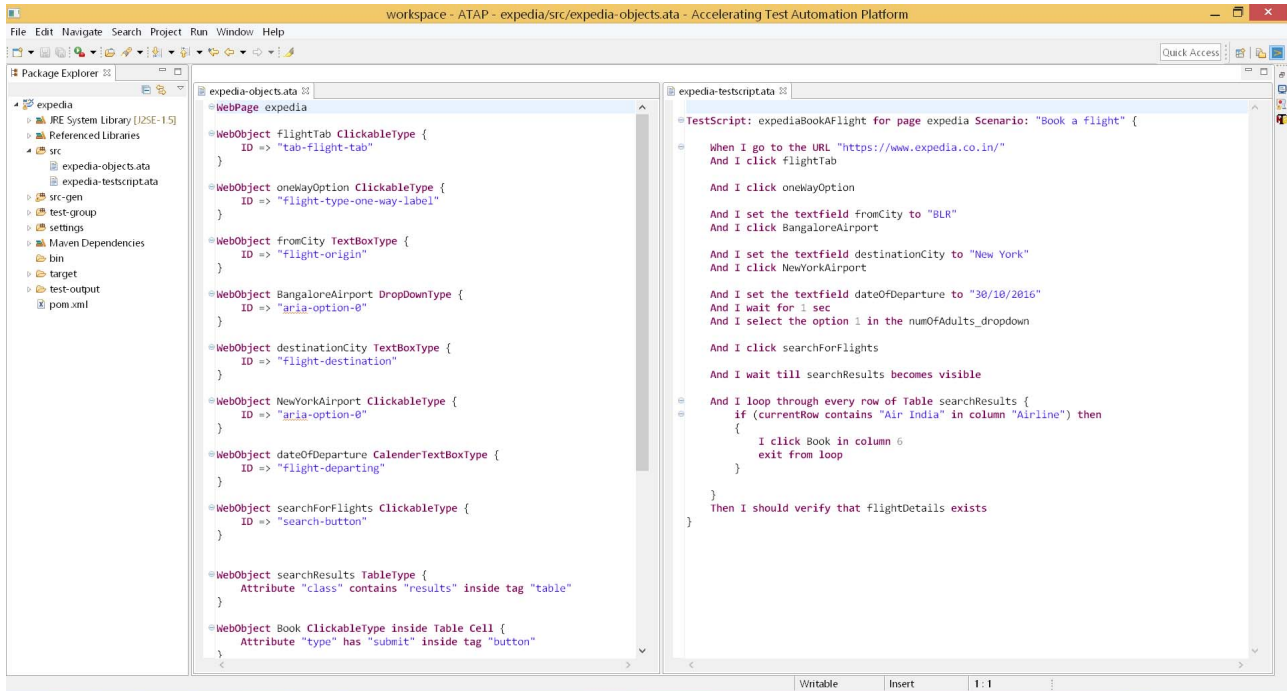 workspace - ATAP - expedia/src/expedia-objects.ata - Accelerating Test Automation Platform
File Edit Navigate Search Project Run Window Help
Quick Access
Package Explorer
expedia
JRE System Library [J2SE-1.5]
Referenced Libraries
src
expedia-objects.ata
expedia-testscript.ata
src-gen
test-group
settings
Maven Dependencies
bin
target
test-output
pom.xml
expedia-objects.ata
WebPage expedia
WebObject flightTab ClickableType {
ID => "tab-flight-tab"
}
WebObject oneWayOption ClickableType {
ID => "flight-type-one-way-label"
}
WebObject fromCity TextBoxType {
ID => "flight-origin"
}
WebObject BangaloreAirport DropDownType {
ID => "aria-option-0"
}
WebObject destinationCity TextBoxType {
ID => "flight-destination"
}
WebObject NewYorkAirport ClickableType {
ID => "aria-option-0"
}
WebObject dateOfDeparture CalenderTextBoxType {
ID => "flight-departing"
}
WebObject searchForFlights ClickableType {
ID => "search-button"
}
WebObject searchResults TableType {
Attribute "class" contains "results" inside tag "table"
}
WebObject Book ClickableType inside Table Cell {
Attribute "type" has "submit" inside tag "button"
}
expedia-testscript.ata
TestScript: expediaBookAFlight for page expedia Scenario: "Book a flight" {
When I go to the URL "https://www.expedia.co.in/"
And I click flightTab
And I click oneWayOption
And I set the textfield fromCity to "BLR"
And I click BangaloreAirport
And I set the textfield destinationCity to "New York"
And I click NewYorkAirport
And I set the textfield dateOfDeparture to "30/10/2016"
And I wait for 1 sec
And I select the option 1 in the numOfAdults_dropdown
And I click searchForFlights
And I wait till searchResults becomes visible
And I loop through every row of Table searchResults {
if (currentRow contains "Air India" in column "Airline") then
{
I click Book in column 6
exit from loop
}
}
Then I should verify that flightDetails exists
}
Writable
Insert
1 : 1